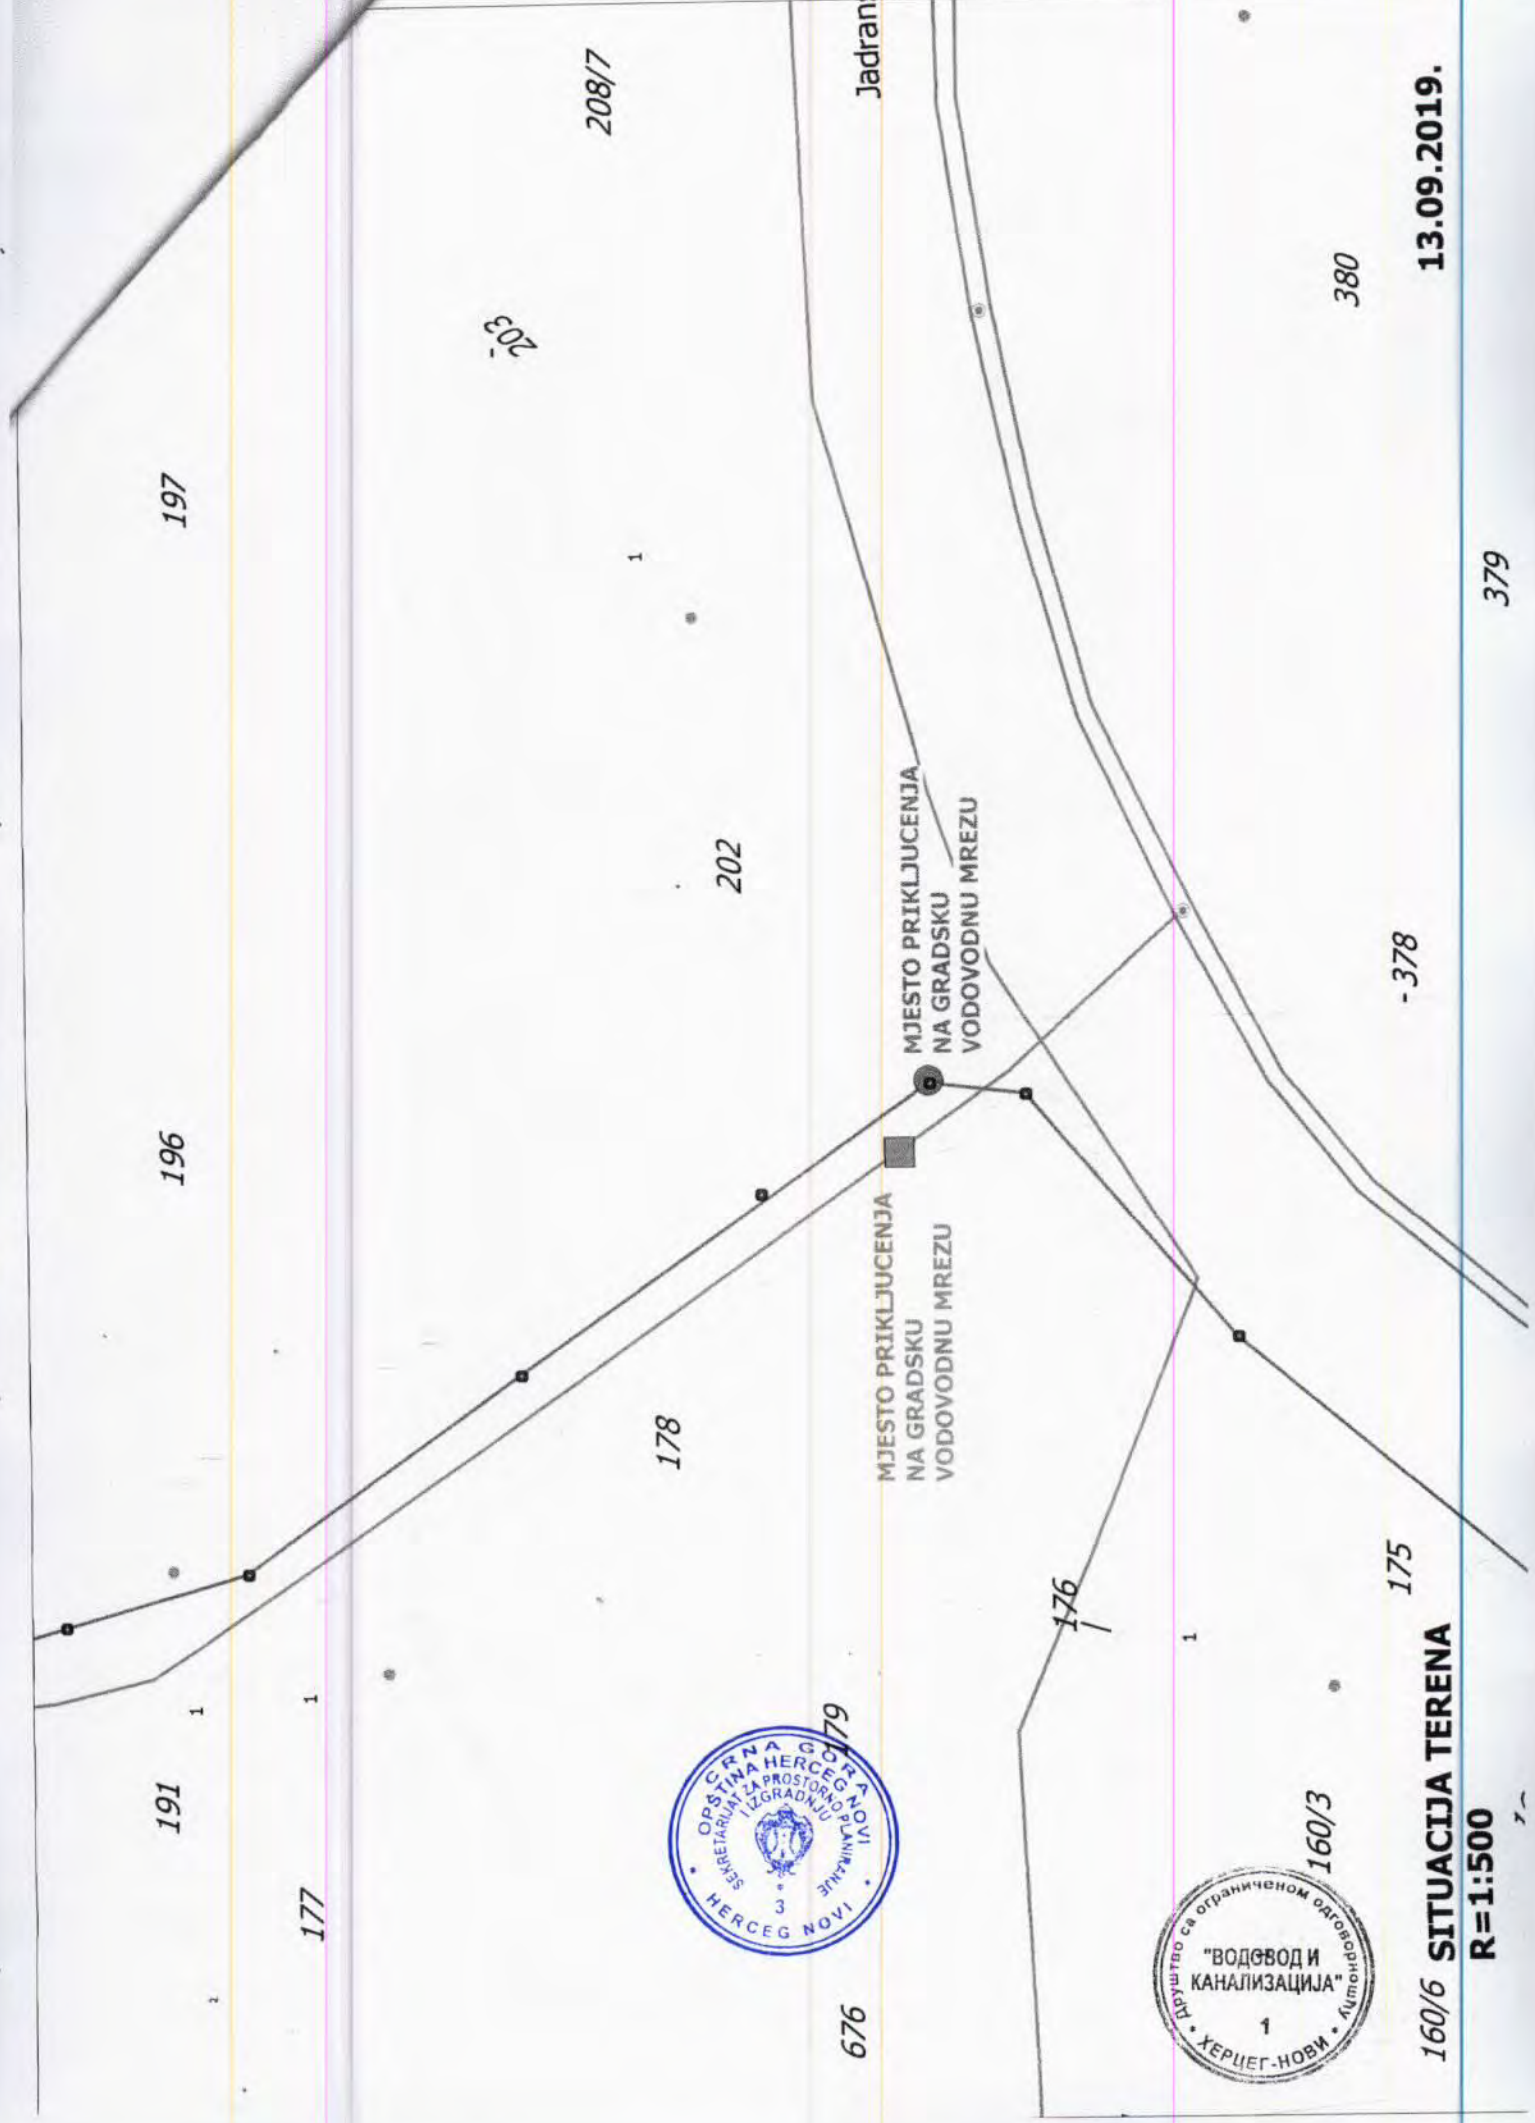 197
196
191
177
208/7
-203
1
1
1
2
202
178
179
676
Jadrans
MJESTO PRIKLJUCENJA
NA GRADSKU
VODOVODNU MREZU
MJESTO PRIKLJUCENJA
NA GRADSKU
VODOVODNU MREZU
CRNA GORA
OPŠTINA HERCEG NOVI
SEKRETARIJAT ZA PROSTORNO PLANIRANJE
I IZGRADNJU
3
HERCEG NOVI
176
1
380
379
-378
175
160/3
160/6
Друштво са ограниченом одговорношћу
"ВОДОВОД И
КАНАЛИЗАЦИЈА"
1
ХЕРЦЕГ-НОВИ
SITUACIJA TERENA
R=1:500
13.09.2019.